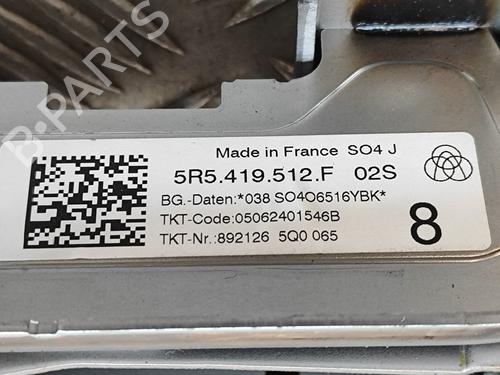 B-PARTS
Made in France SO4 J
5R5.419.512.F 02S
BG.-Daten:*038 SO4O6516YBK*
TKT-Code:05062401546B
TKT-Nr.:892126 5Q0 065
8